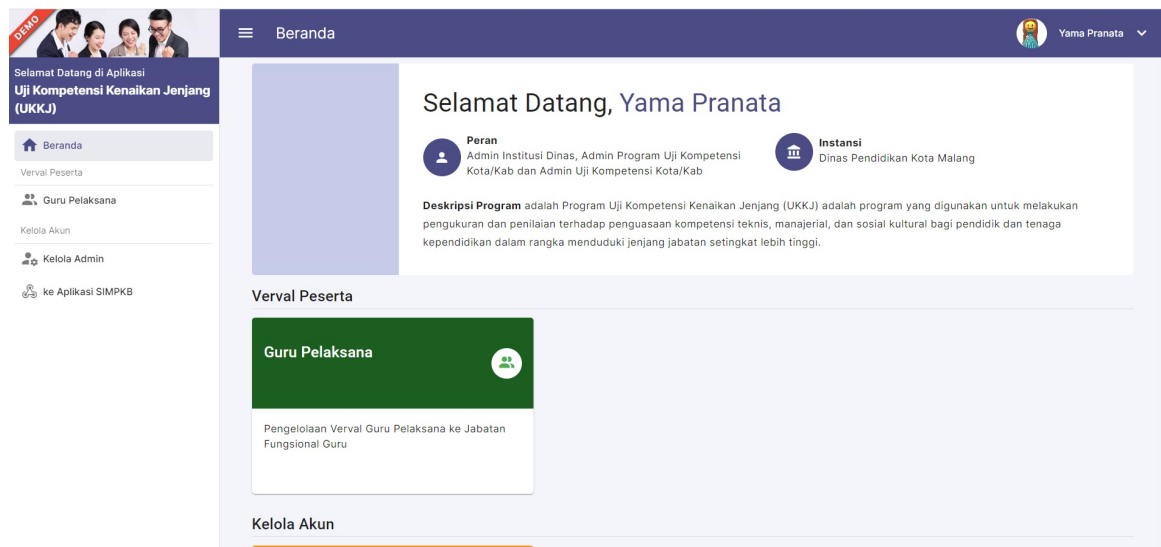 DEMO
Selamat Datang di Aplikasi
Uji Kompetensi Kenaikan Jenjang
(UKKJ)
Beranda
Verval Peserta
Guru Pelaksana
Kelola Akun
Kelola Admin
ke Aplikasi SIMPKB
Beranda
Yama Pranata
Selamat Datang, Yama Pranata
Peran
Admin Institusi Dinas, Admin Program Uji Kompetensi
Kota/Kab dan Admin Uji Kompetensi Kota/Kab
Instansi
Dinas Pendidikan Kota Malang
Deskripsi Program adalah Program Uji Kompetensi Kenaikan Jenjang (UKKJ) adalah program yang digunakan untuk melakukan
pengukuran dan penilaian terhadap penguasaan kompetensi teknis, manajerial, dan sosial kultural bagi pendidik dan tenaga
kependidikan dalam rangka menduduki jenjang jabatan setingkat lebih tinggi.
Verval Peserta
Guru Pelaksana
Pengelolaan Verval Guru Pelaksana ke Jabatan
Fungsional Guru
Kelola Akun